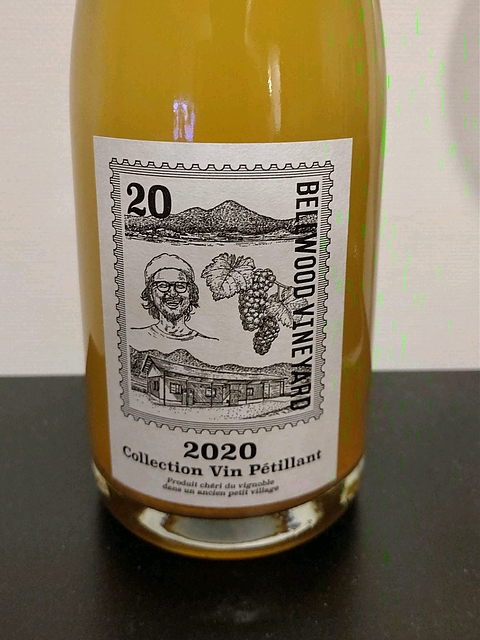 20
BELLWOOD VINEYARD
2020
Collection Vin Pétillant
Produit chéri du vignoble
dans un ancien petit village